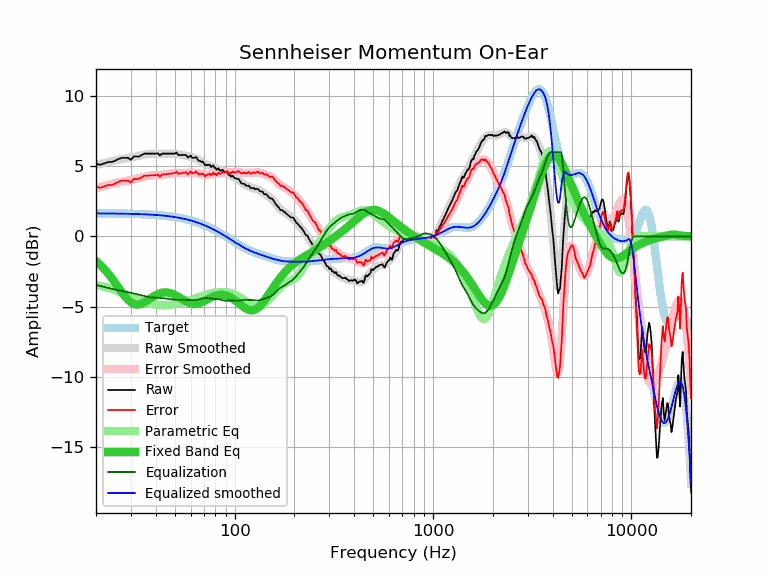 Sennheiser Momentum On-Ear
10
5
0
−5
−10
−15
Amplitude (dBr)
Target
Raw Smoothed
Error Smoothed
Raw
Error
Parametric Eq
Fixed Band Eq
Equalization
Equalized smoothed
100 1000 10000
Frequency (Hz)